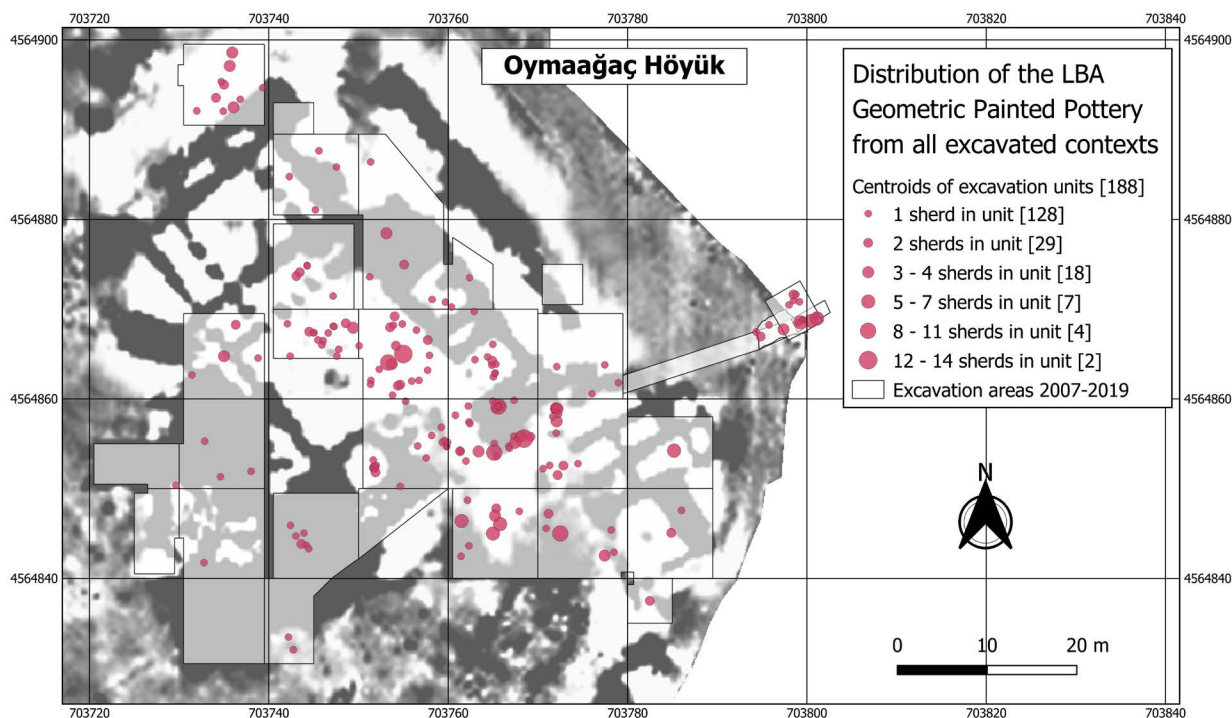 703720 703740 703760 703780 703800 703820 703840
4564900 4564900
Oymaağaç Höyük
Distribution of the LBA
Geometric Painted Pottery
from all excavated contexts
Centroids of excavation units [188]
1 sherd in unit [128]
2 sherds in unit [29]
3 - 4 sherds in unit [18]
5 - 7 sherds in unit [7]
8 - 11 sherds in unit [4]
12 - 14 sherds in unit [2]
Excavation areas 2007-2019
4564880 4564880
4564860 4564860
N
4564840 4564840
0 10 20 m
703720 703740 703760 703780 703800 703820 703840